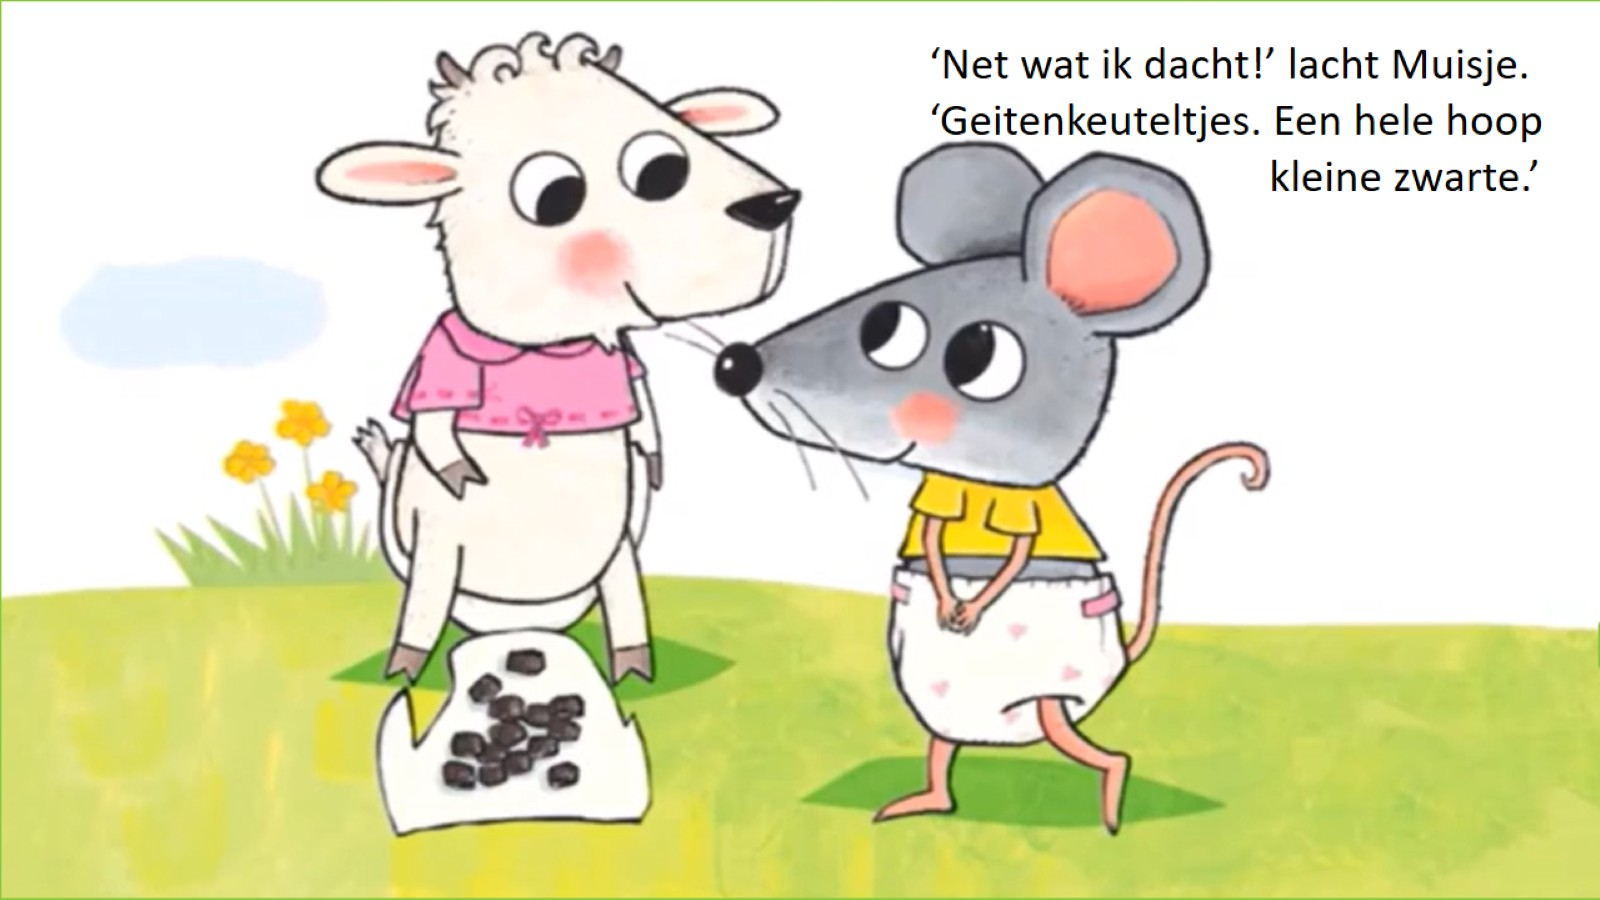 ‘Net wat ik dacht!’ lacht Muisje.
‘Geitenkeuteltjes. Een hele hoop
kleine zwarte.’